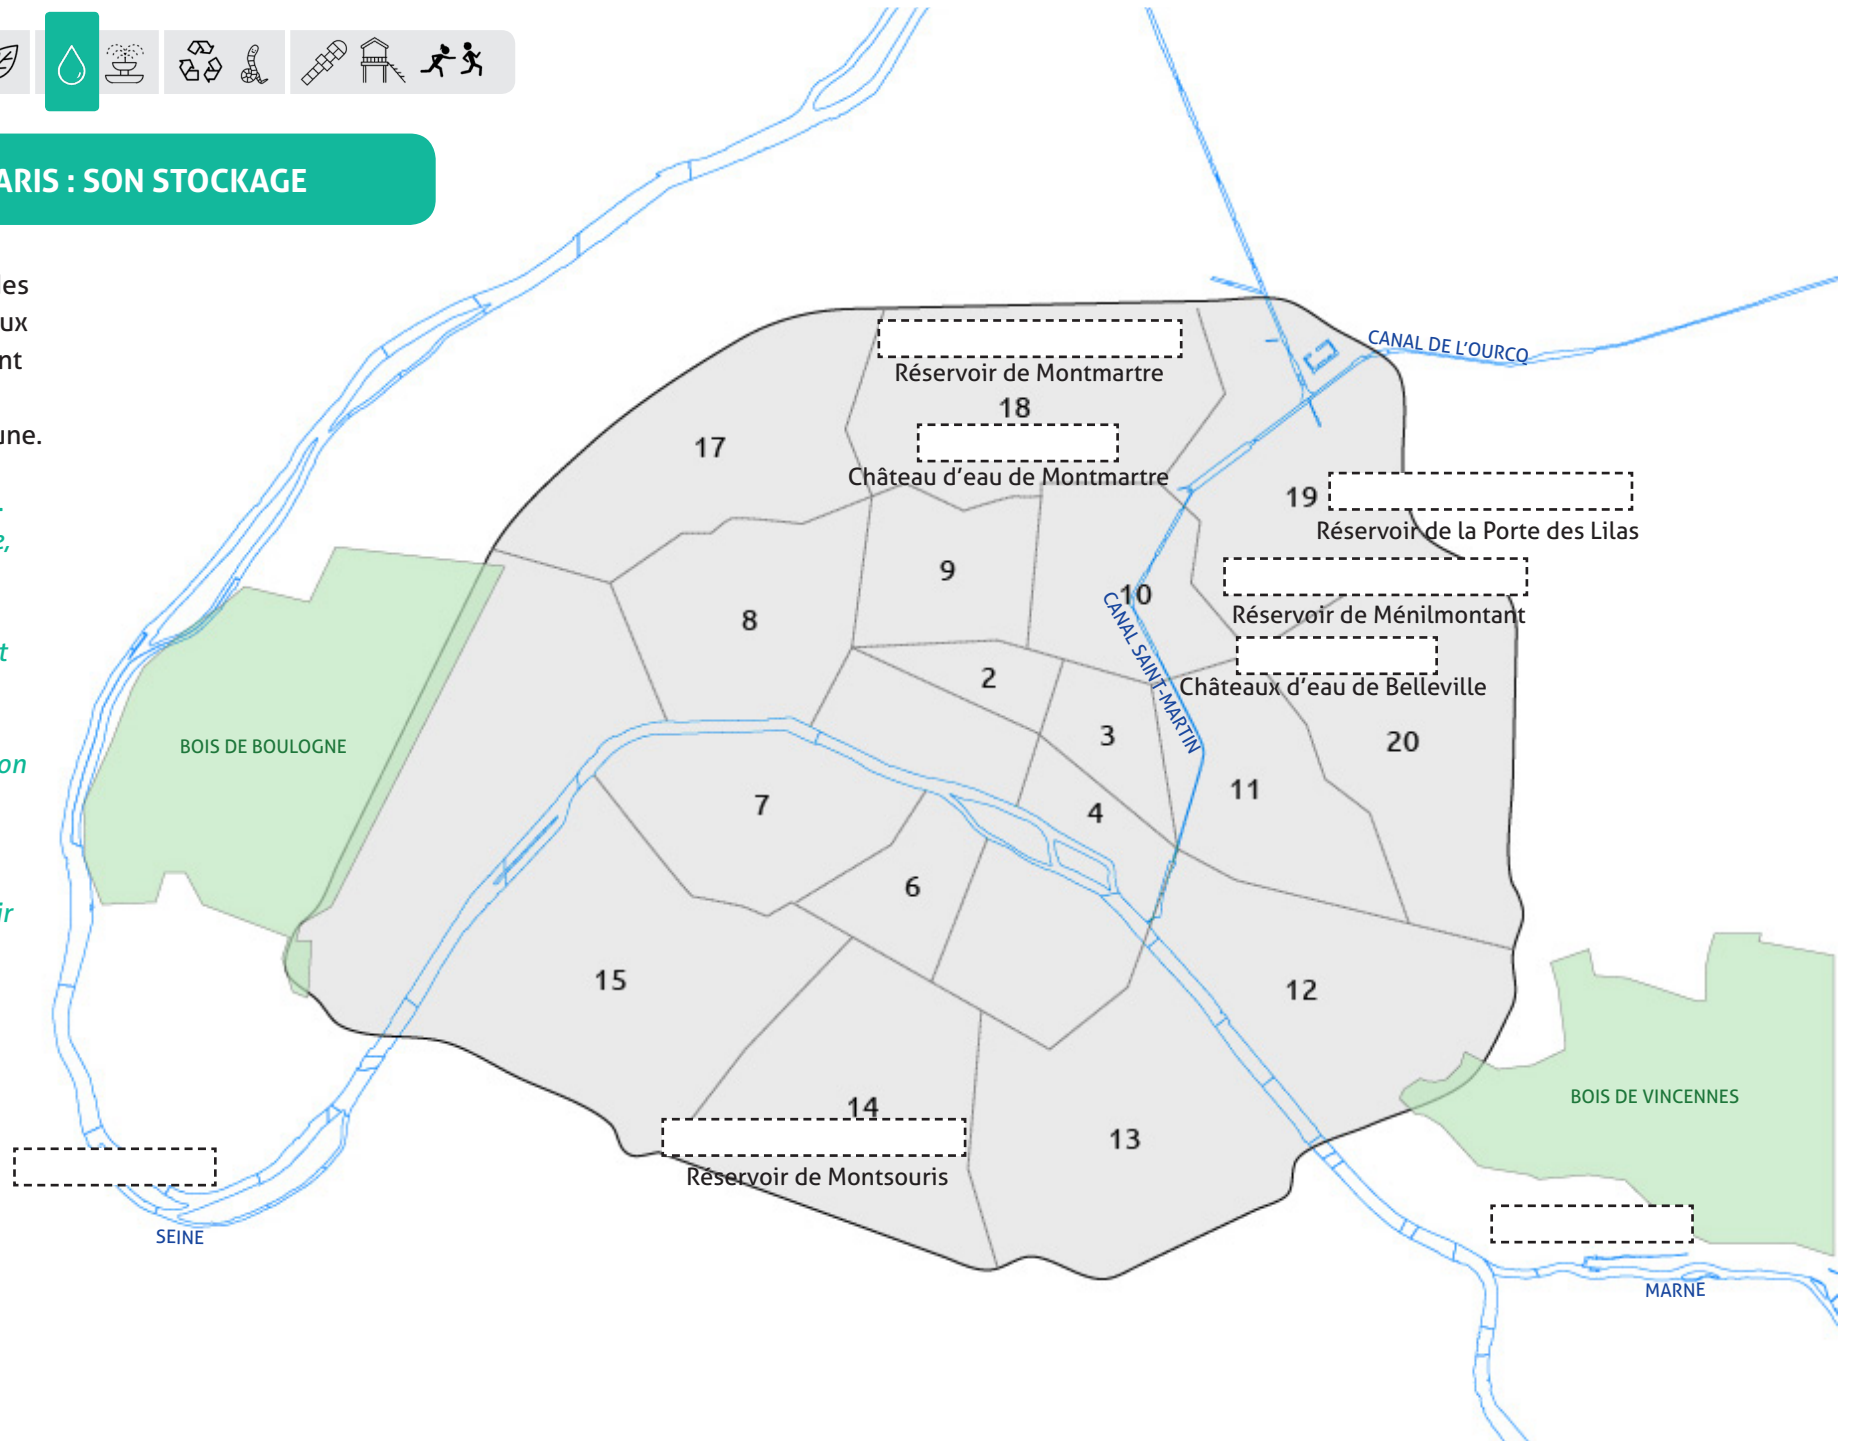 ARIS : SON STOCKAGE
les
ux
nt
une.
e,
t
on
ir
CANAL DE L'OURCQ
Réservoir de Montmartre
18
17
Château d'eau de Montmartre
19
Réservoir de la Porte des Lilas
9
10
8
Réservoir de Ménilmontant
CANAL SAINT-MARTIN
2
Châteaux d'eau de Belleville
3
20
BOIS DE BOULOGNE
11
7
4
6
15
12
14
BOIS DE VINCENNES
13
Réservoir de Montsouris
SEINE
MARNE